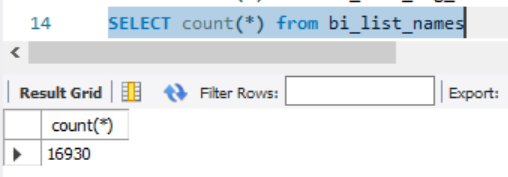 14 SELECT count(*) from bi_list_names
Result Grid Filter Rows: Export:
count(*)
16930